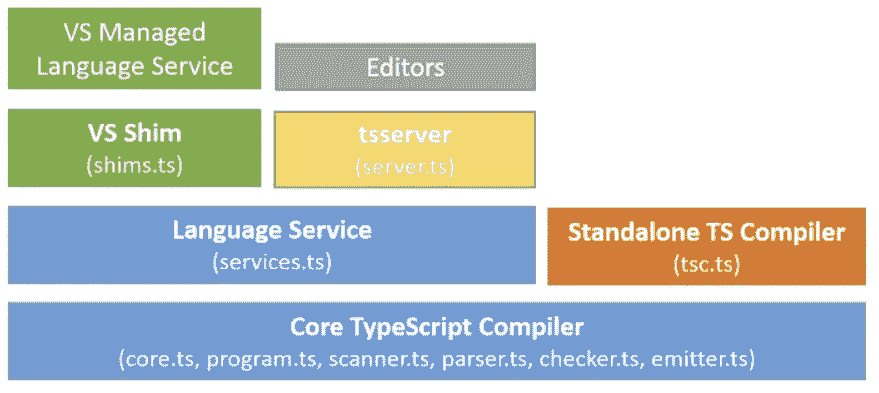 VS Managed
Language Service
Editors
VS Shim
(shims.ts)
tsserver
(server.ts)
Language Service
(services.ts)
Standalone TS Compiler
(tsc.ts)
Core TypeScript Compiler
(core.ts, program.ts, scanner.ts, parser.ts, checker.ts, emitter.ts)